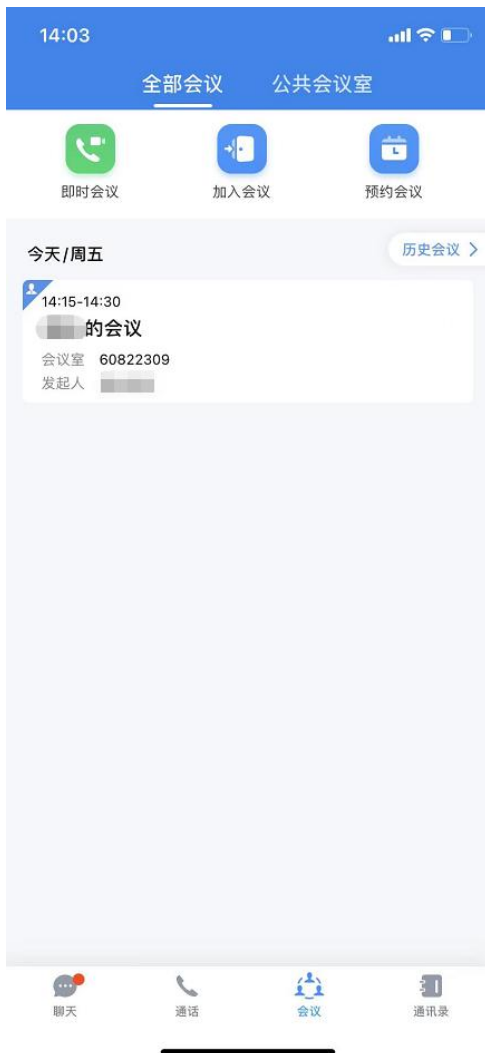 14:03
全部会议 公共会议室
即时会议 加入会议 预约会议
今天/周五 历史会议
14:15-14:30
的会议
会议室 60822309
发起人
聊天 通话 会议 通讯录